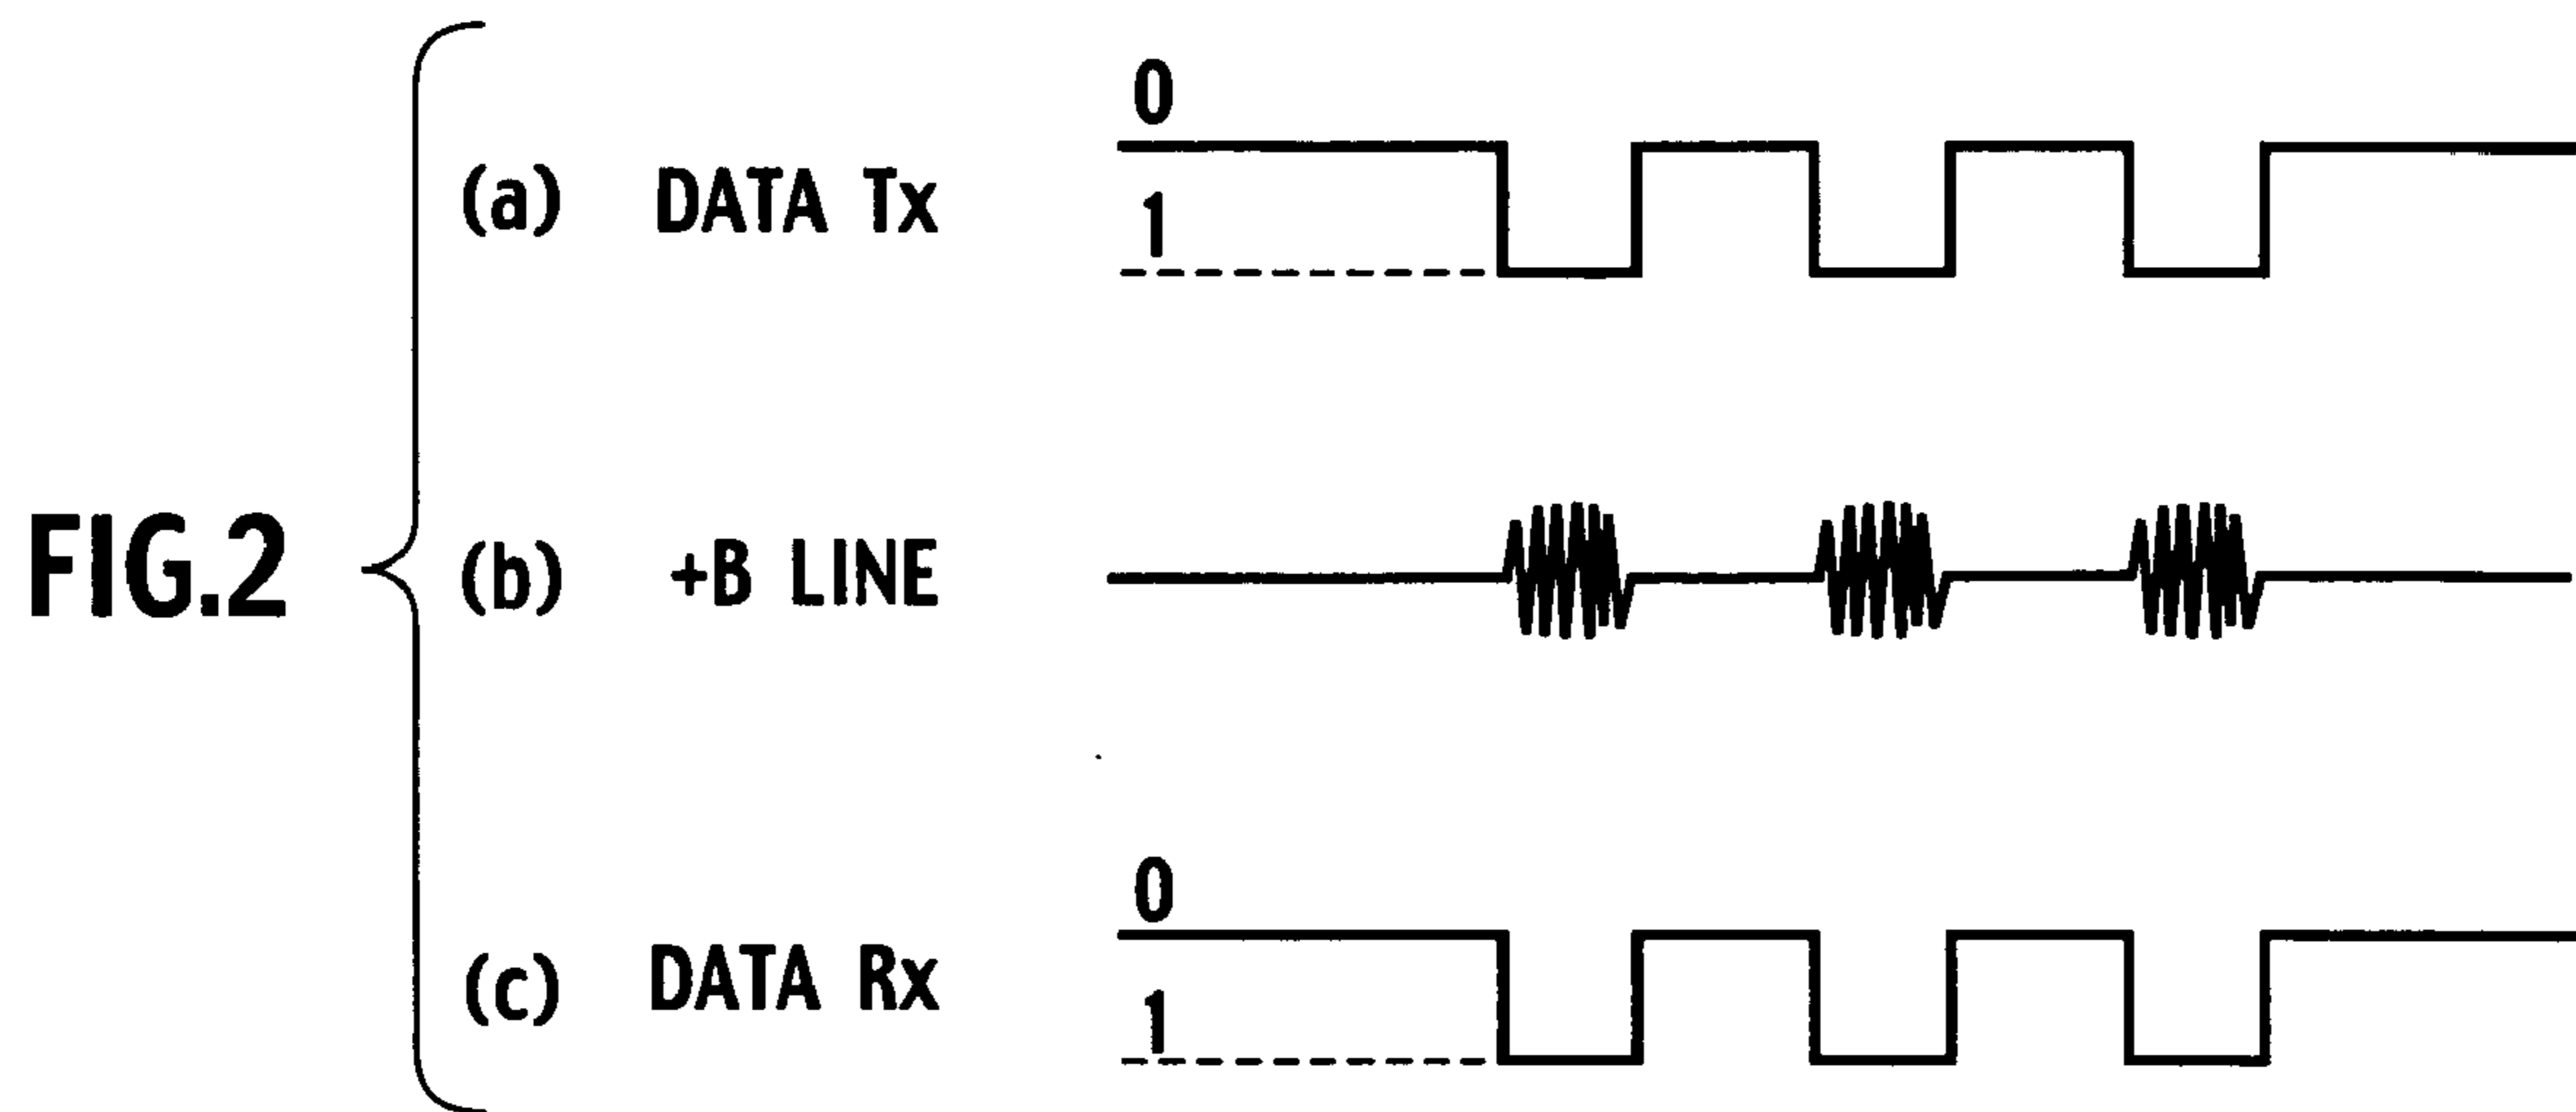 FIG.2
(a) DATA Tx
0
1
(b) +B LINE
(c) DATA Rx
0
1